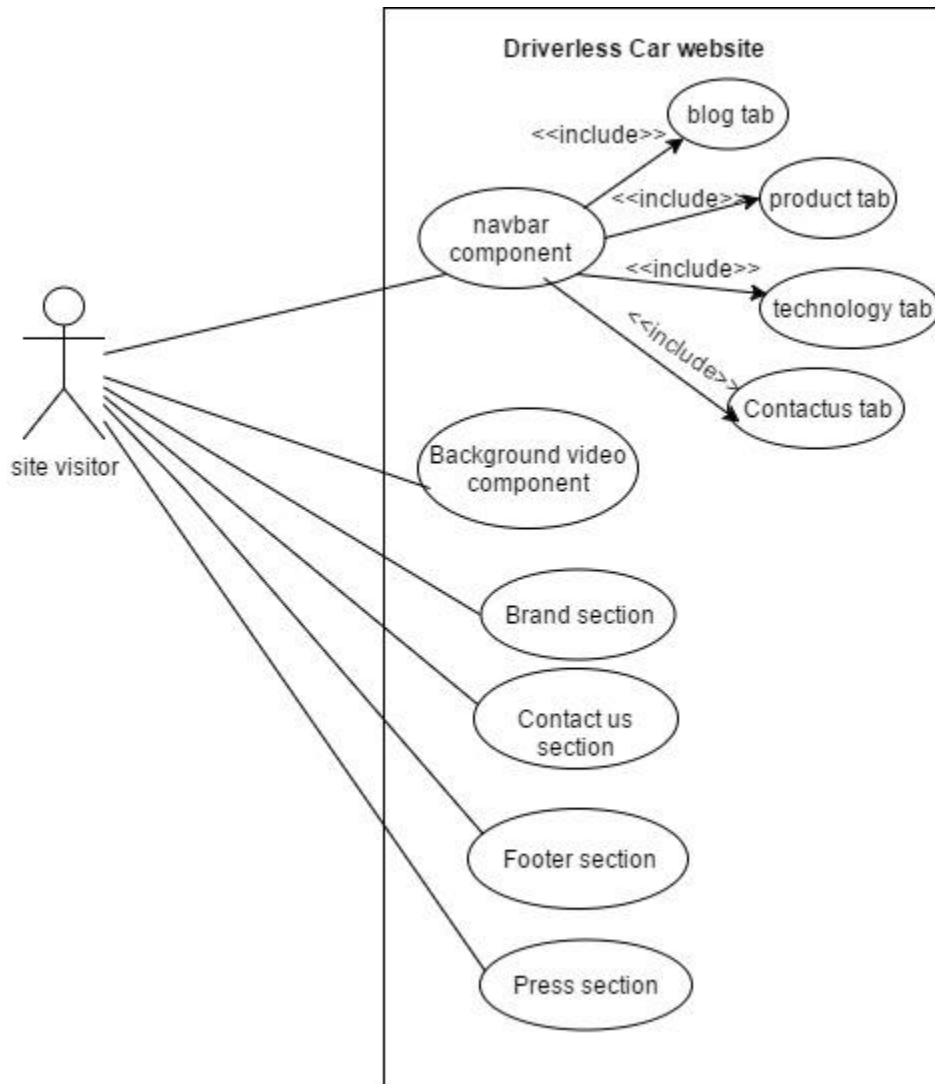 Driverless Car website
blog tab
<<include>>
<<include>>
product tab
navbar
component
<<include>>
technology tab
<<include>>
Contactus tab
site visitor
Background video
component
Brand section
Contact us
section
Footer section
Press section